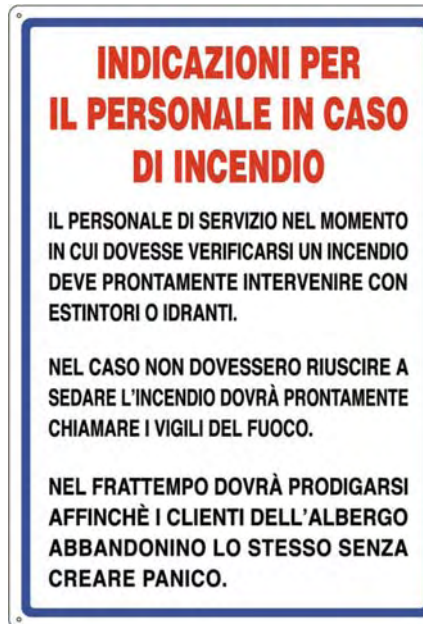 INDICAZIONI PER
IL PERSONALE IN CASO
DI INCENDIO
IL PERSONALE DI SERVIZIO NEL MOMENTO
IN CUI DOVESSE VERIFICARSI UN INCENDIO
DEVE PRONTAMENTE INTERVENIRE CON
ESTINTORI O IDRANTI.
NEL CASO NON DOVESSERO RIUSCIRE A
SEDARE L'INCENDIO DOVRÀ PRONTAMENTE
CHIAMARE I VIGILI DEL FUOCO.
NEL FRATTEMPO DOVRÀ PRODIGARSI
AFFINCHÈ I CLIENTI DELL'ALBERGO
ABBANDONINO LO STESSO SENZA
CREARE PANICO.